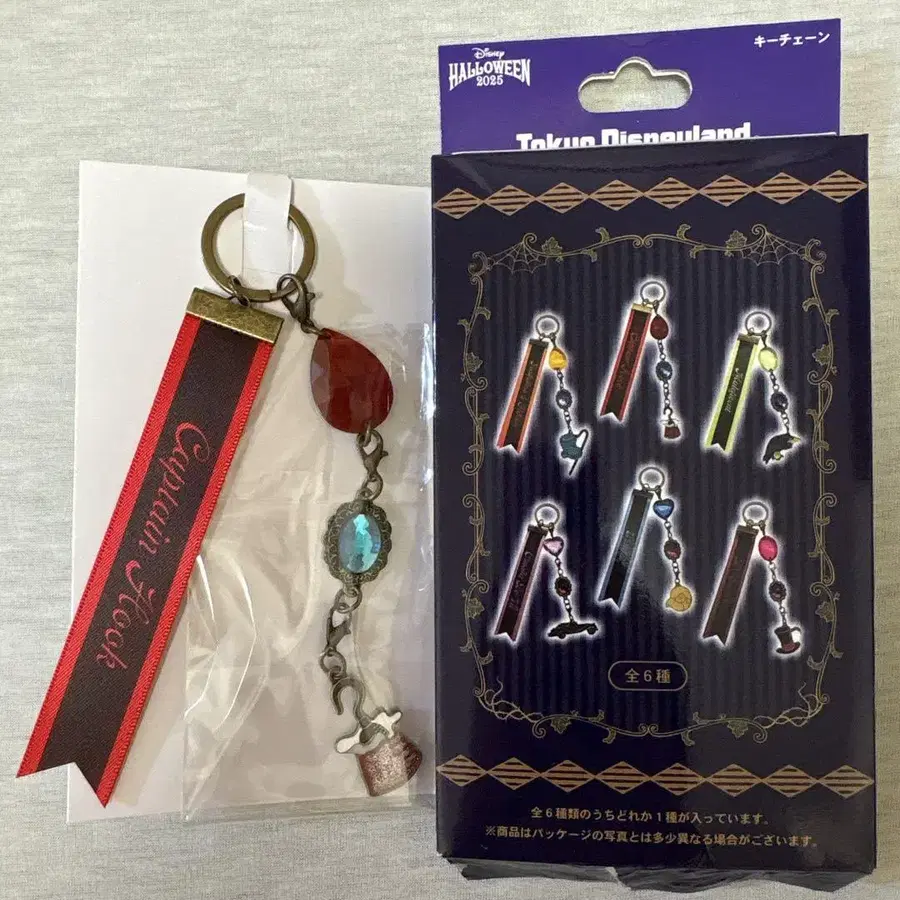 Disney
HALLOWEEN
2025
キーチェーン
Tokyo Disneyland
Captain Hook
全6種
全6種類のうちどれか1種が入っています。
※商品はパッケージの写真とは多少異なる場合がございます。